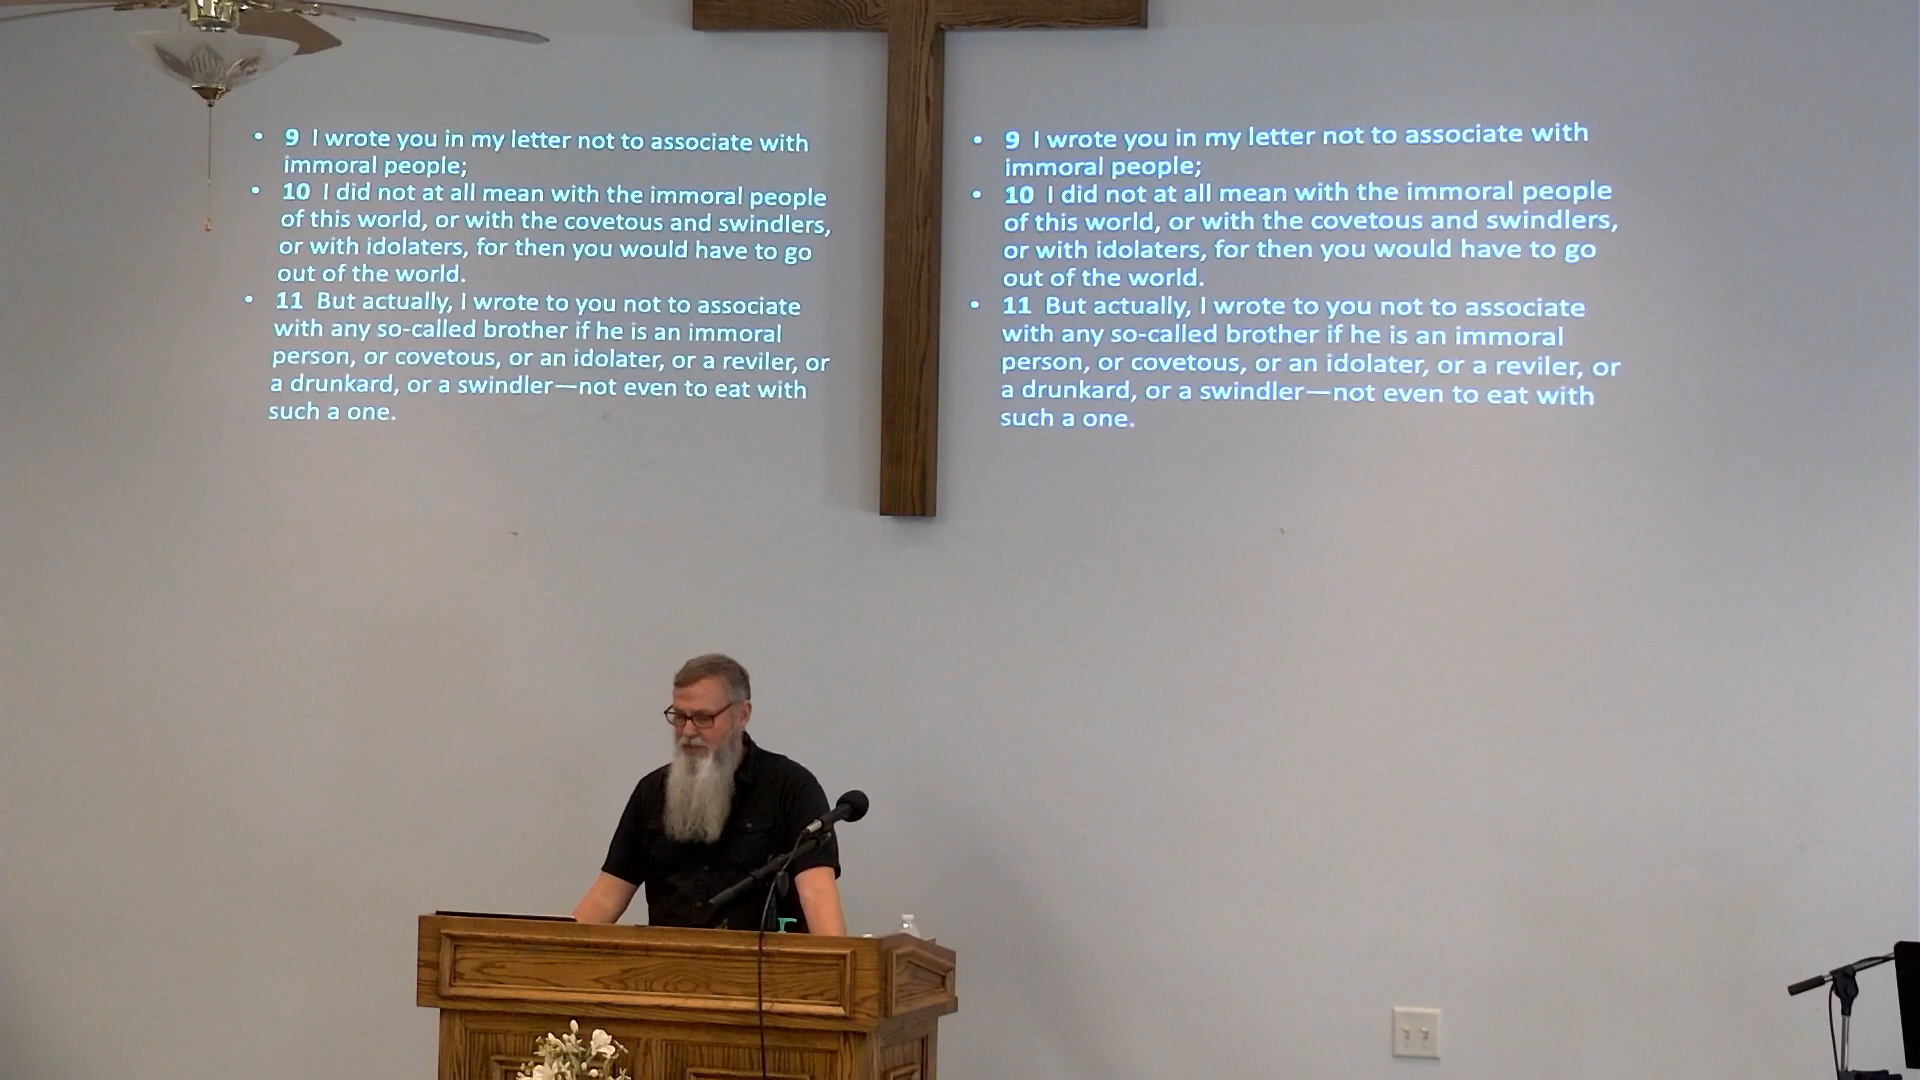 • 9 I wrote you in my letter not to associate with
immoral people;
• 10 I did not at all mean with the immoral people
of this world, or with the covetous and swindlers,
or with idolaters, for then you would have to go
out of the world.
• 11 But actually, I wrote to you not to associate
with any so-called brother if he is an immoral
person, or covetous, or an idolater, or a reviler, or
a drunkard, or a swindler—not even to eat with
such a one.
• 9 I wrote you in my letter not to associate with
immoral people;
• 10 I did not at all mean with the immoral people
of this world, or with the covetous and swindlers,
or with idolaters, for then you would have to go
out of the world.
• 11 But actually, I wrote to you not to associate
with any so-called brother if he is an immoral
person, or covetous, or an idolater, or a reviler, or
a drunkard, or a swindler—not even to eat with
such a one.